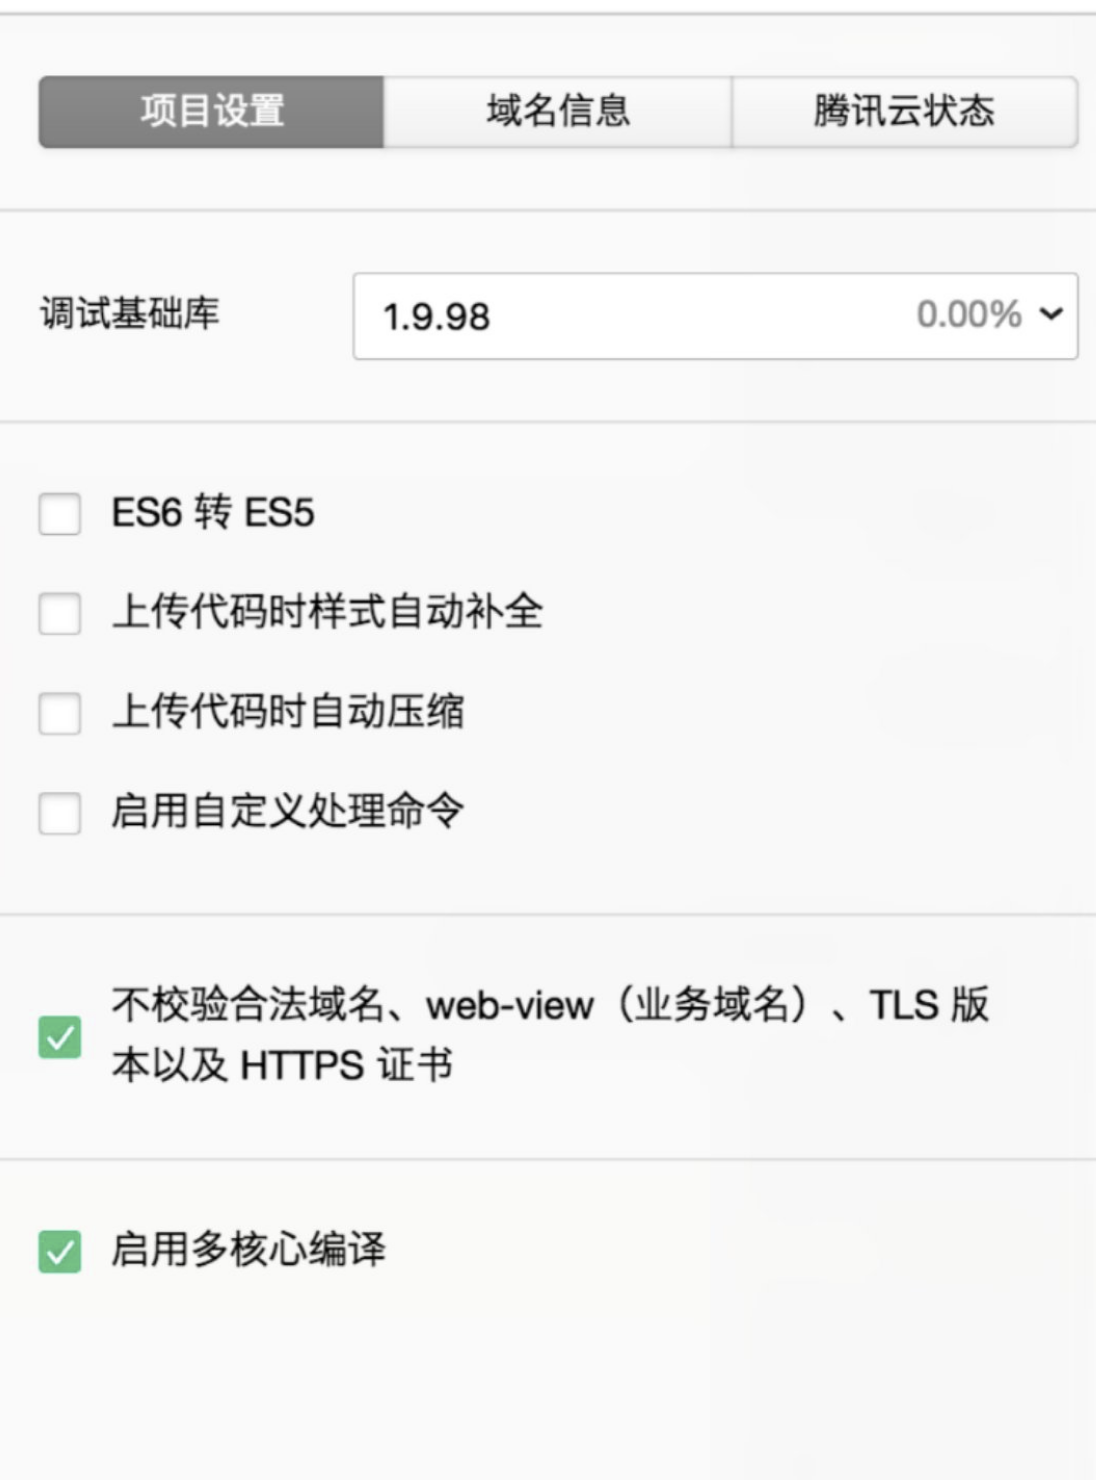 项目设置
域名信息
腾讯云状态
调试基础库
1.9.98
0.00%
ES6 转 ES5
上传代码时样式自动补全
上传代码时自动压缩
启用自定义处理命令
不校验合法域名、web-view（业务域名）、TLS 版
本以及 HTTPS 证书
启用多核心编译